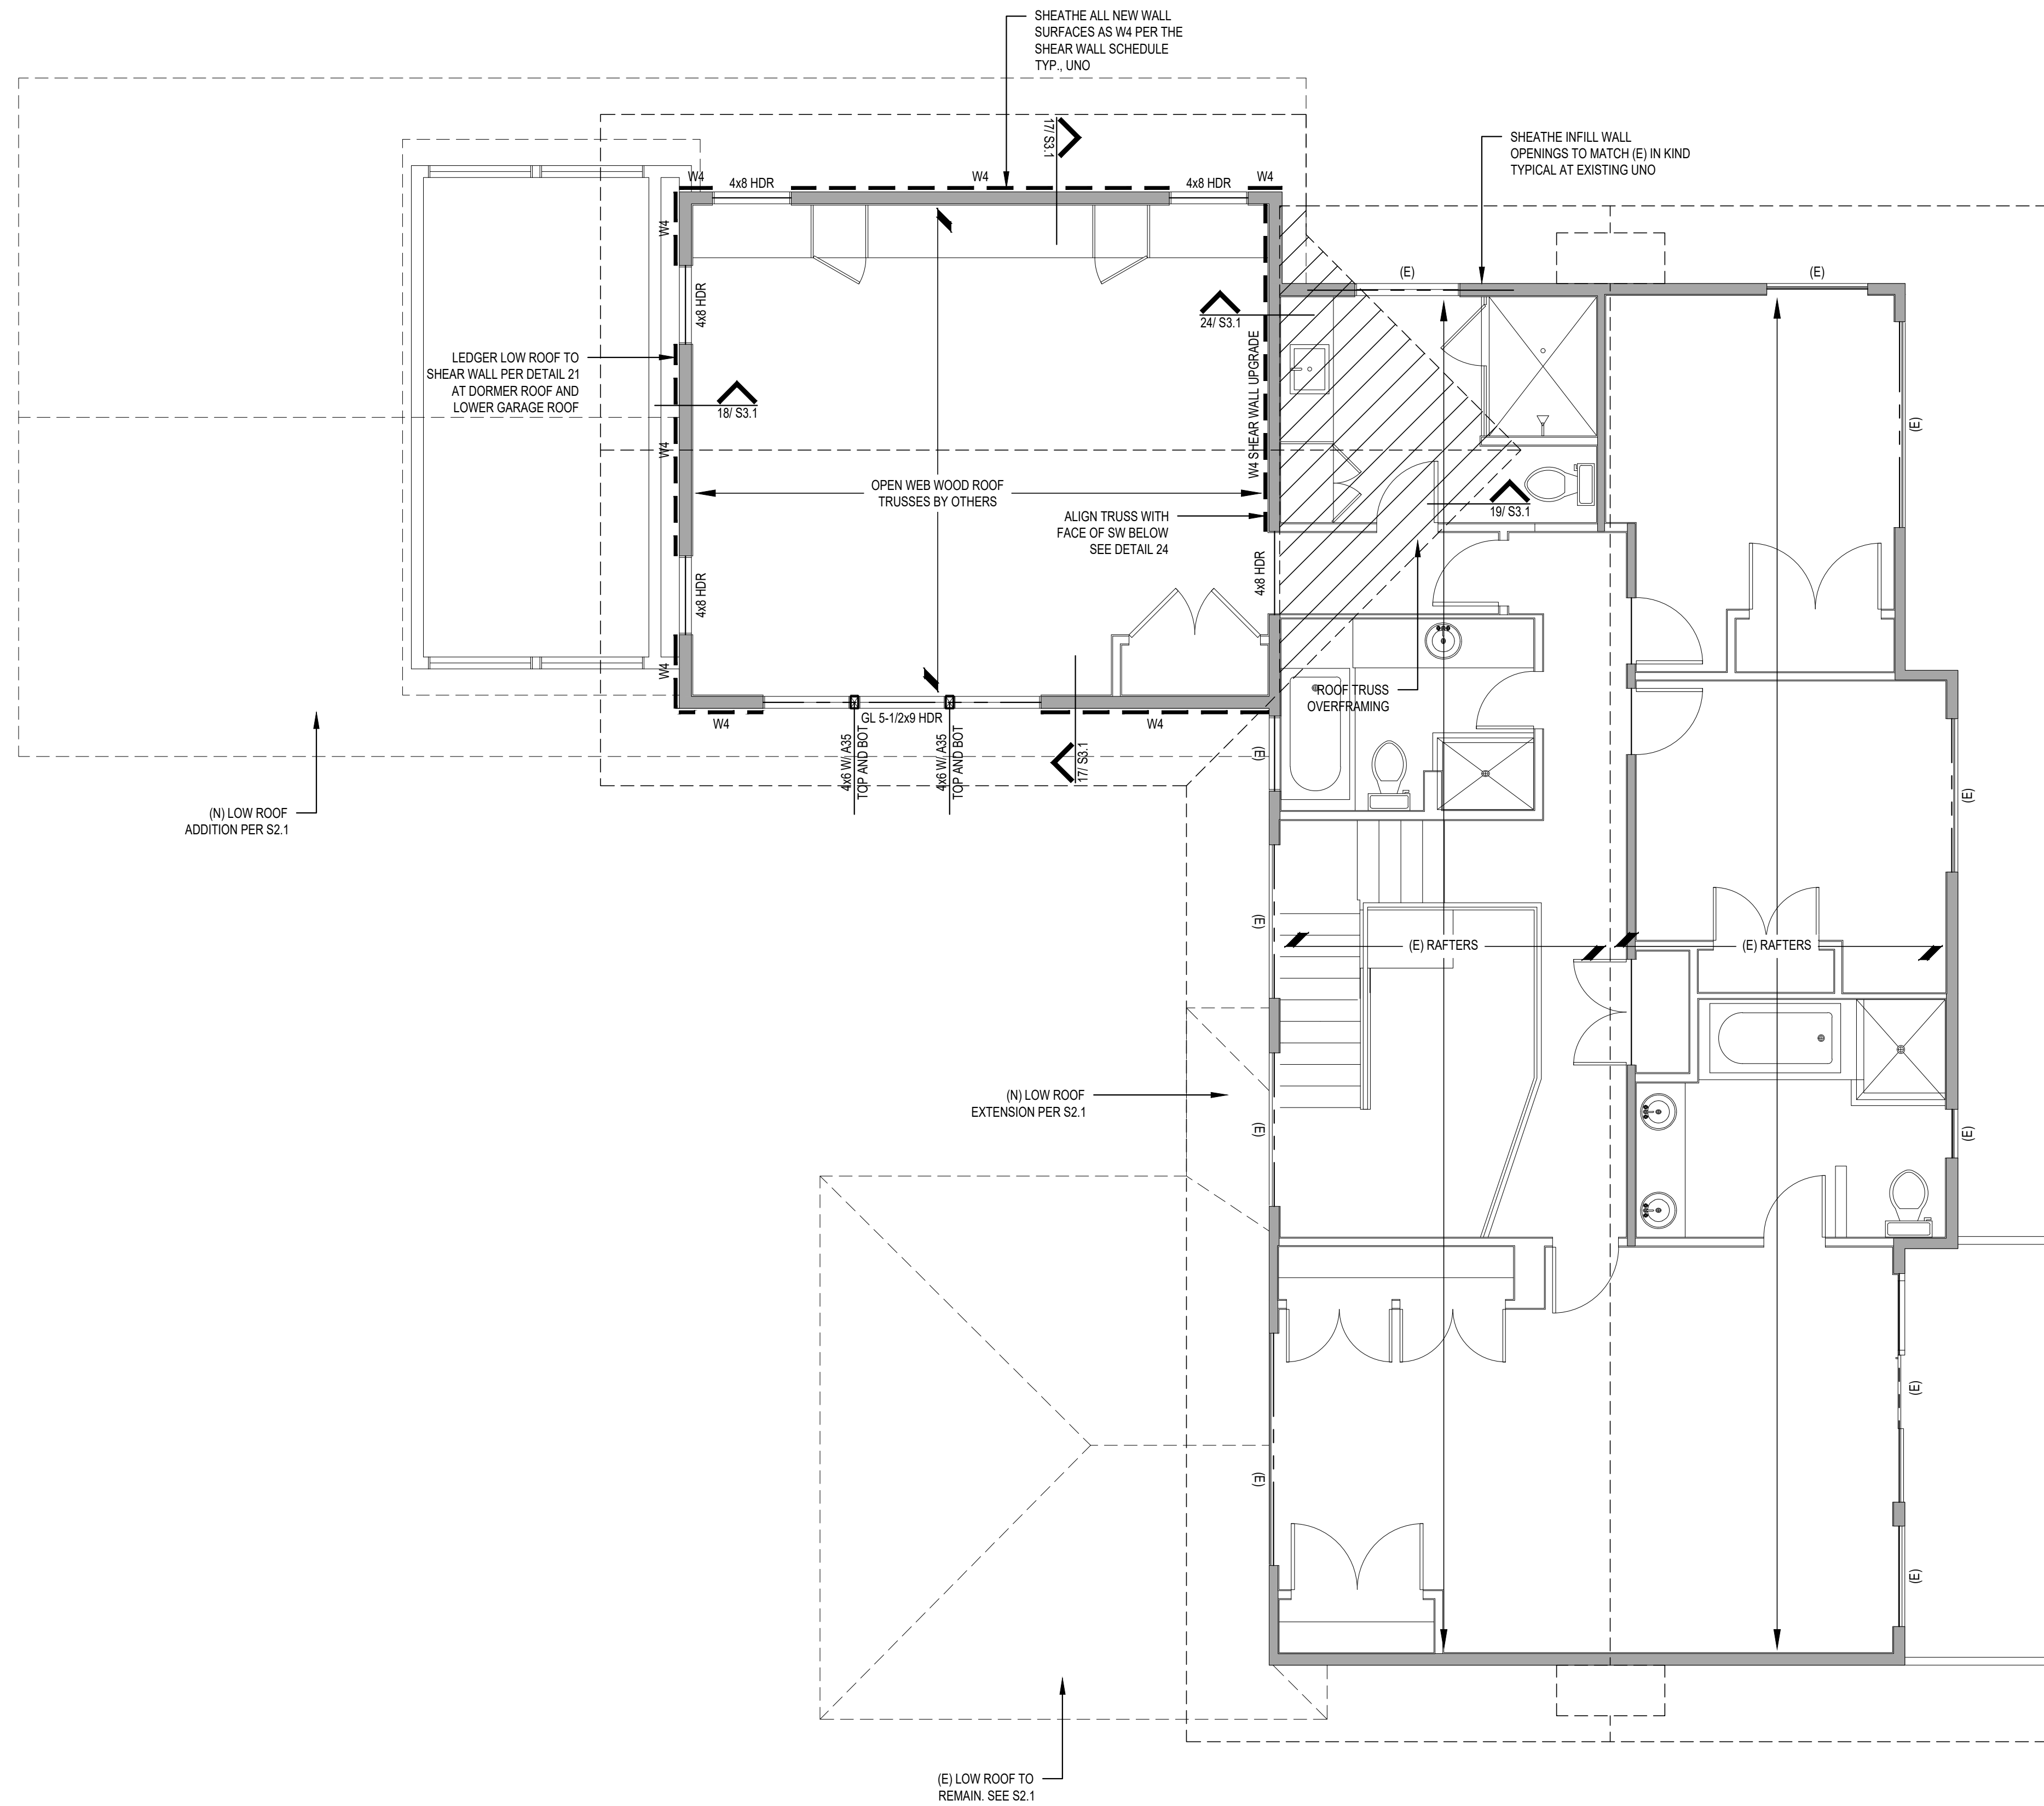 SHEATHE ALL NEW WALL
SURFACES AS W4 PER THE
SHEAR WALL SCHEDULE
TYP., UNO
17/ S3.1
SHEATHE INFILL WALL
OPENINGS TO MATCH (E) IN KIND
TYPICAL AT EXISTING UNO
W4
4x8 HDR
W4
4x8 HDR
W4
W4
4x8 HDR
(E)
(E)
24/ S3.1
LEDGER LOW ROOF TO
SHEAR WALL PER DETAIL 21
AT DORMER ROOF AND
LOWER GARAGE ROOF
18/ S3.1
W4 SHEAR WALL UPGRADE
(E)
W4
OPEN WEB WOOD ROOF
TRUSSES BY OTHERS
ALIGN TRUSS WITH
FACE OF SW BELOW
SEE DETAIL 24
19/ S3.1
4x8 HDR
4x8 HDR
W4
ROOF TRUSS
OVERFRAMING
W4
GL 5-1/2x9 HDR
W4
4x6 W/ A35
TOP AND BOT
4x6 W/ A35
TOP AND BOT
17/ S3.1
(E)
(E)
(N) LOW ROOF
ADDITION PER S2.1
(E)
(E) RAFTERS
(E) RAFTERS
(N) LOW ROOF
EXTENSION PER S2.1
(E)
(E)
(E)
(E)
(E)
(E) LOW ROOF TO
REMAIN. SEE S2.1